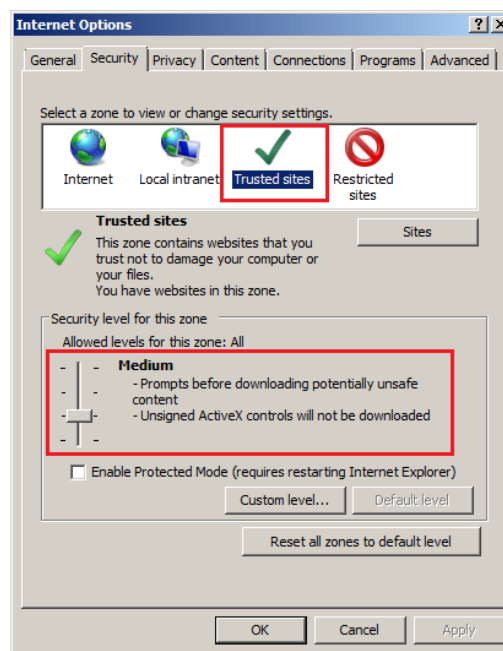 Internet Options
General Security Privacy Content Connections Programs Advanced
Select a zone to view or change security settings.
Internet Local intranet Trusted sites Restricted
sites
Trusted sites
Sites
This zone contains websites that you
trust not to damage your computer or
your files.
You have websites in this zone.
Security level for this zone
Allowed levels for this zone: All
Medium
- Prompts before downloading potentially unsafe
content
- Unsigned ActiveX controls will not be downloaded
Enable Protected Mode (requires restarting Internet Explorer)
Custom level... Default level
Reset all zones to default level
OK Cancel Apply